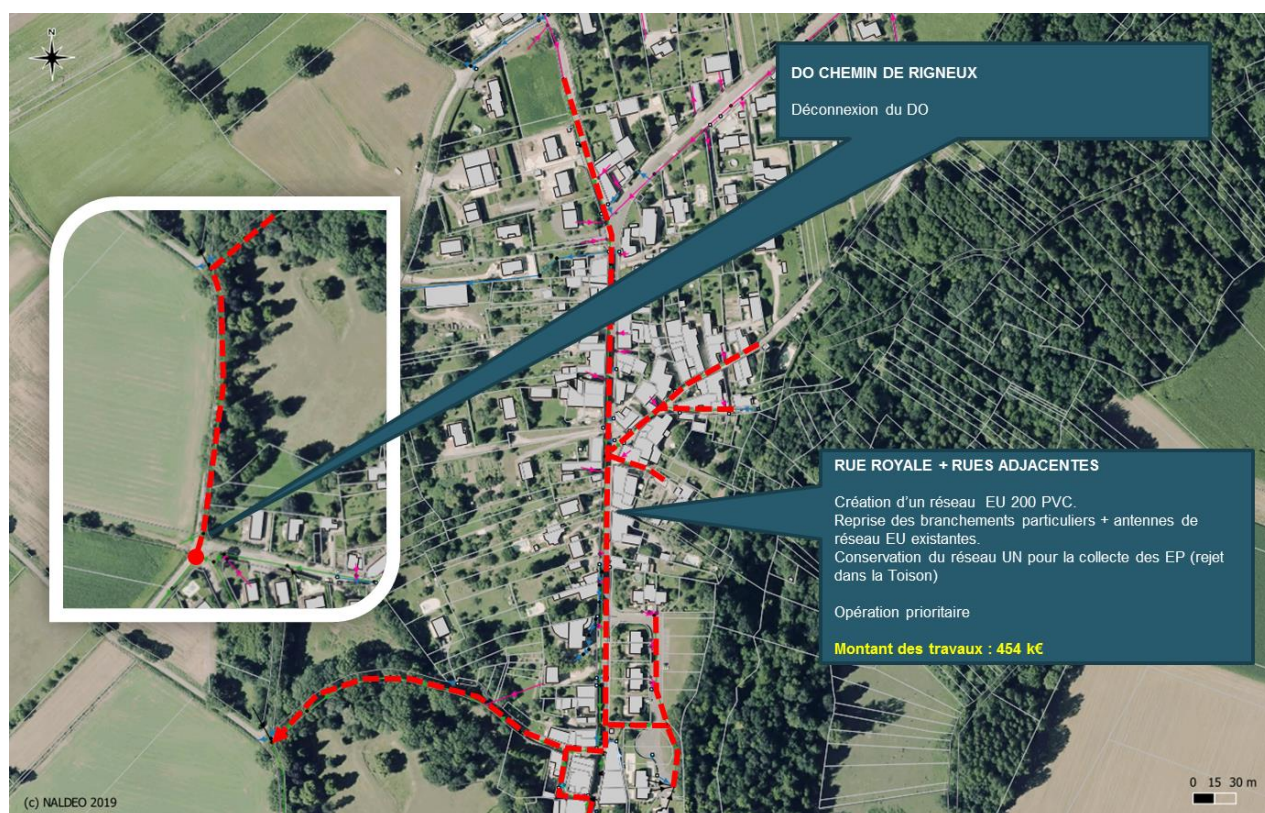 N
DO CHEMIN DE RIGNEUX
Déconnexion du DO
RUE ROYALE + RUES ADJACENTES
Création d'un réseau EU 200 PVC.
Reprise des branchements particuliers + antennes de
réseau EU existantes.
Conservation du réseau UN pour la collecte des EP (rejet
dans la Toison)
Opération prioritaire
Montant des travaux : 454 k€
0 15 30 m
(c) NALDEO 2019